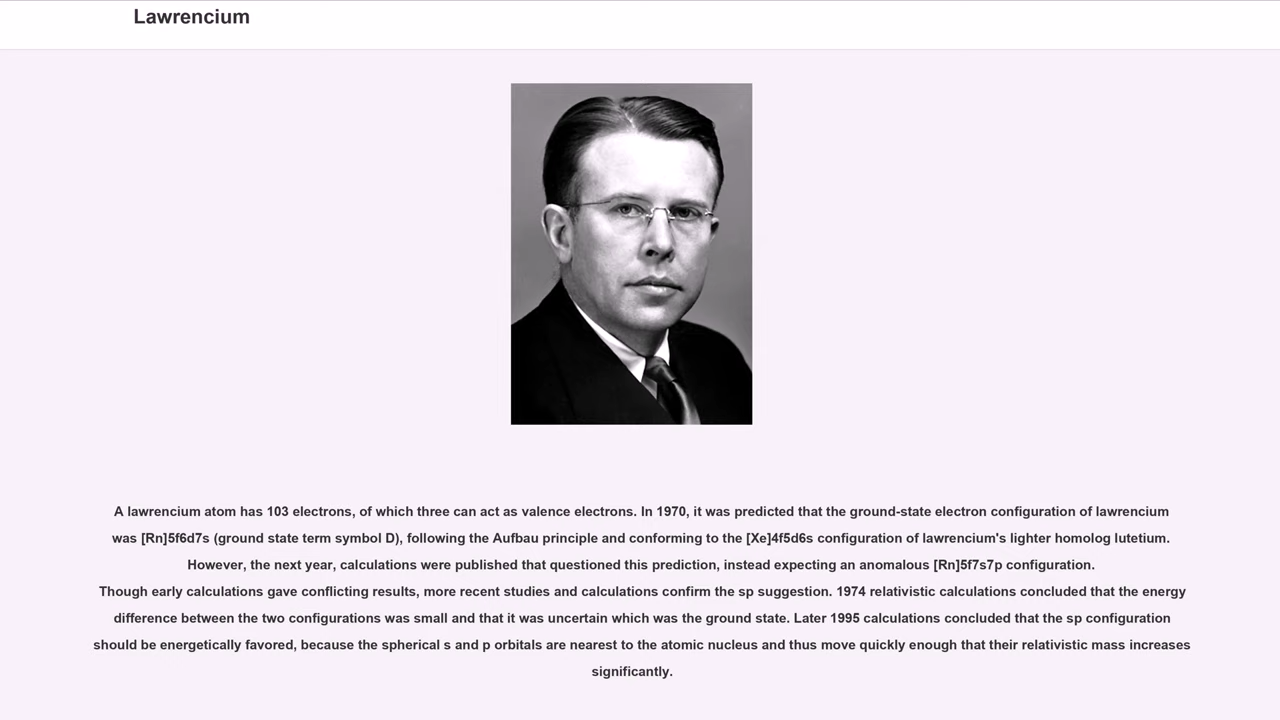 Lawrencium
A lawrencium atom has 103 electrons, of which three can act as valence electrons. In 1970, it was predicted that the ground-state electron configuration of lawrencium
was [Rn]5f6d7s (ground state term symbol D), following the Aufbau principle and conforming to the [Xe]4f5d6s configuration of lawrencium's lighter homolog lutetium.
However, the next year, calculations were published that questioned this prediction, instead expecting an anomalous [Rn]5f7s7p configuration.
Though early calculations gave conflicting results, more recent studies and calculations confirm the sp suggestion. 1974 relativistic calculations concluded that the energy
difference between the two configurations was small and that it was uncertain which was the ground state. Later 1995 calculations concluded that the sp configuration
should be energetically favored, because the spherical s and p orbitals are nearest to the atomic nucleus and thus move quickly enough that their relativistic mass increases
significantly.